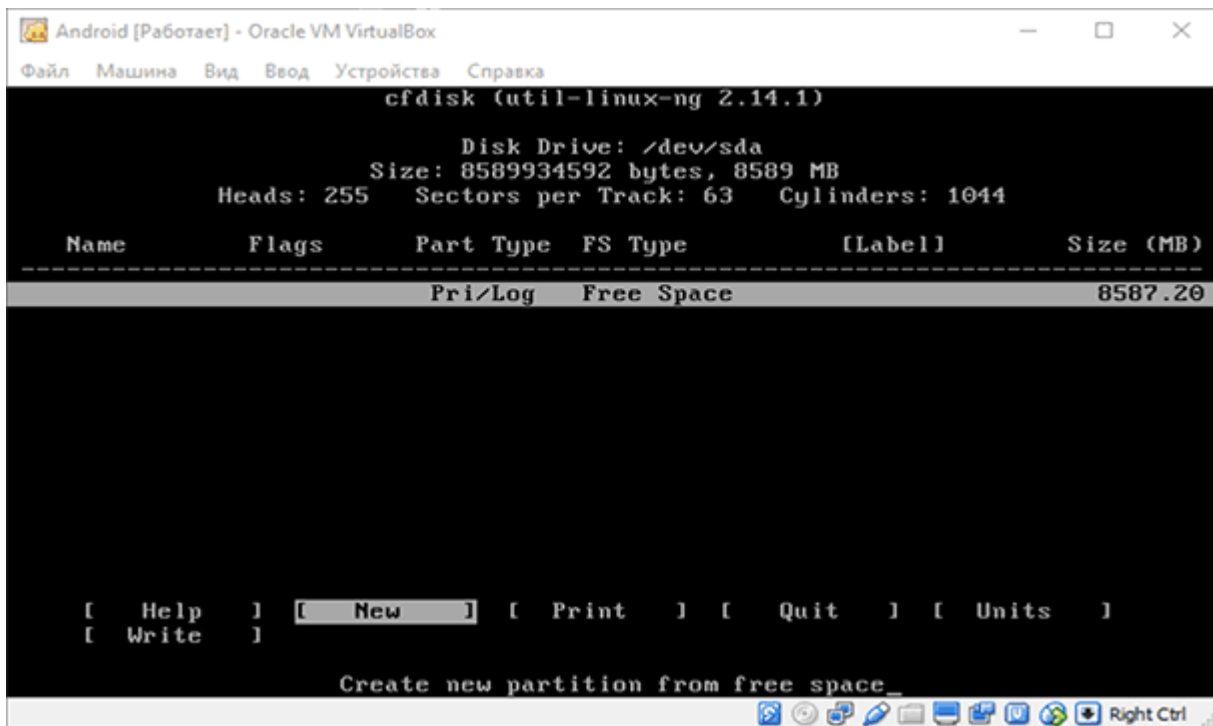 Android [Работает] - Oracle VM VirtualBox
Файл Машина Вид Ввод Устройства Справка
cfdisk (util-linux-ng 2.14.1)
Disk Drive: /dev/sda
Size: 8589934592 bytes, 8589 MB
Heads: 255 Sectors per Track: 63 Cylinders: 1044
Name Flags Part Type FS Type [Label] Size (MB)
Pri/Log Free Space 8587.20
[ Help ] [ New ] [ Print ] [ Quit ] [ Units ]
[ Write ]
Create new partition from free space_
Right Ctrl